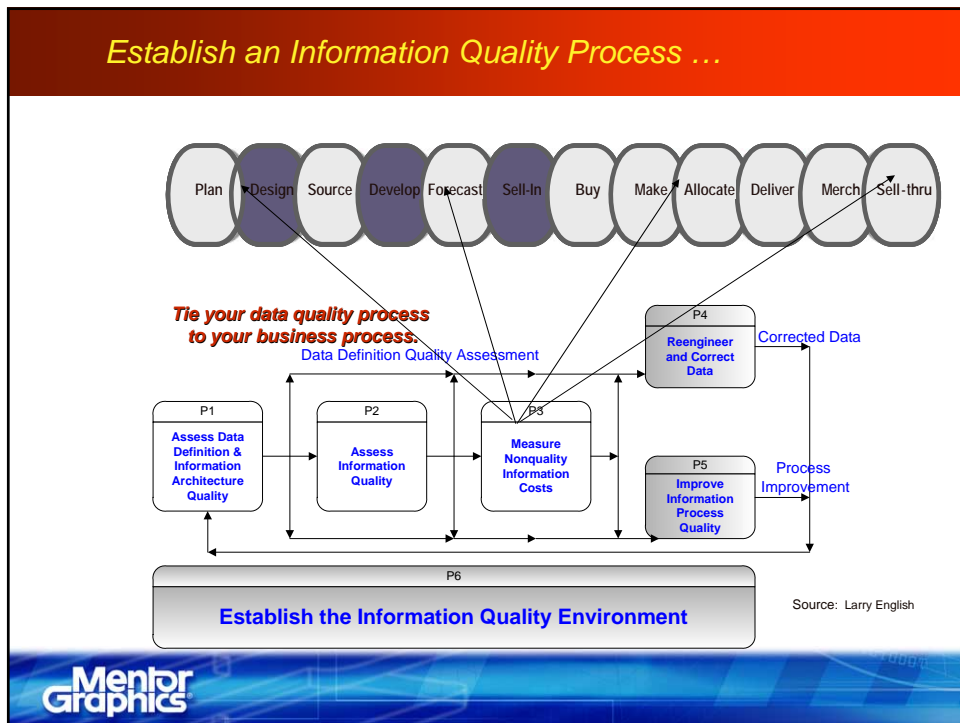 Establish an Information Quality Process …
Plan Design Source Develop Forecast Sell-In Buy Make Allocate Deliver Merch Sell-thru
Tie your data quality process
to your business process.
Data Definition Quality Assessment
P4
Reengineer
and Correct
Data
Corrected Data
P1
Assess Data
Definition &
Information
Architecture
Quality
P2
Assess
Information
Quality
P3
Measure
Nonquality
Information
Costs
P5
Improve
Information
Process
Quality
Process
Improvement
P6
Establish the Information Quality Environment
Source: Larry English
Mentor
Graphics